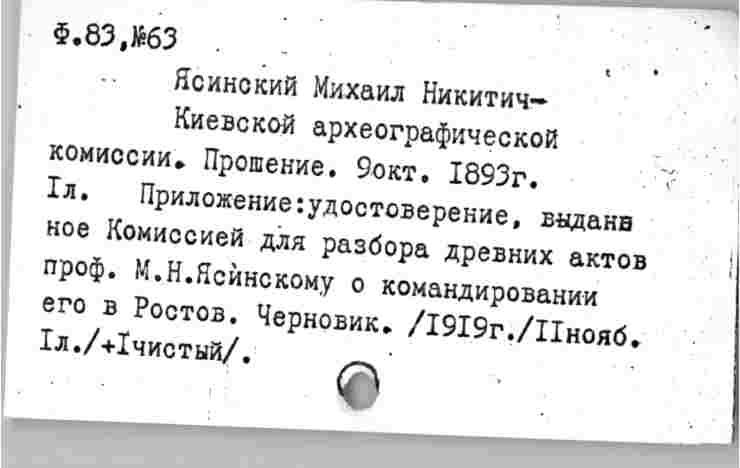 Ф.83,№63
Ясинский Михаил Никитич-
Киевской археографической
комиссии. Прошение. 9окт. I893г.
Iл. Приложение:удостоверение, выданн
ное Комиссией для разбора древних актов
проф. М.Н.Ясинскому о командировании
его в Ростов. Черновик. /I9I9г./IIнояб.
Iл./+Iчистый/.